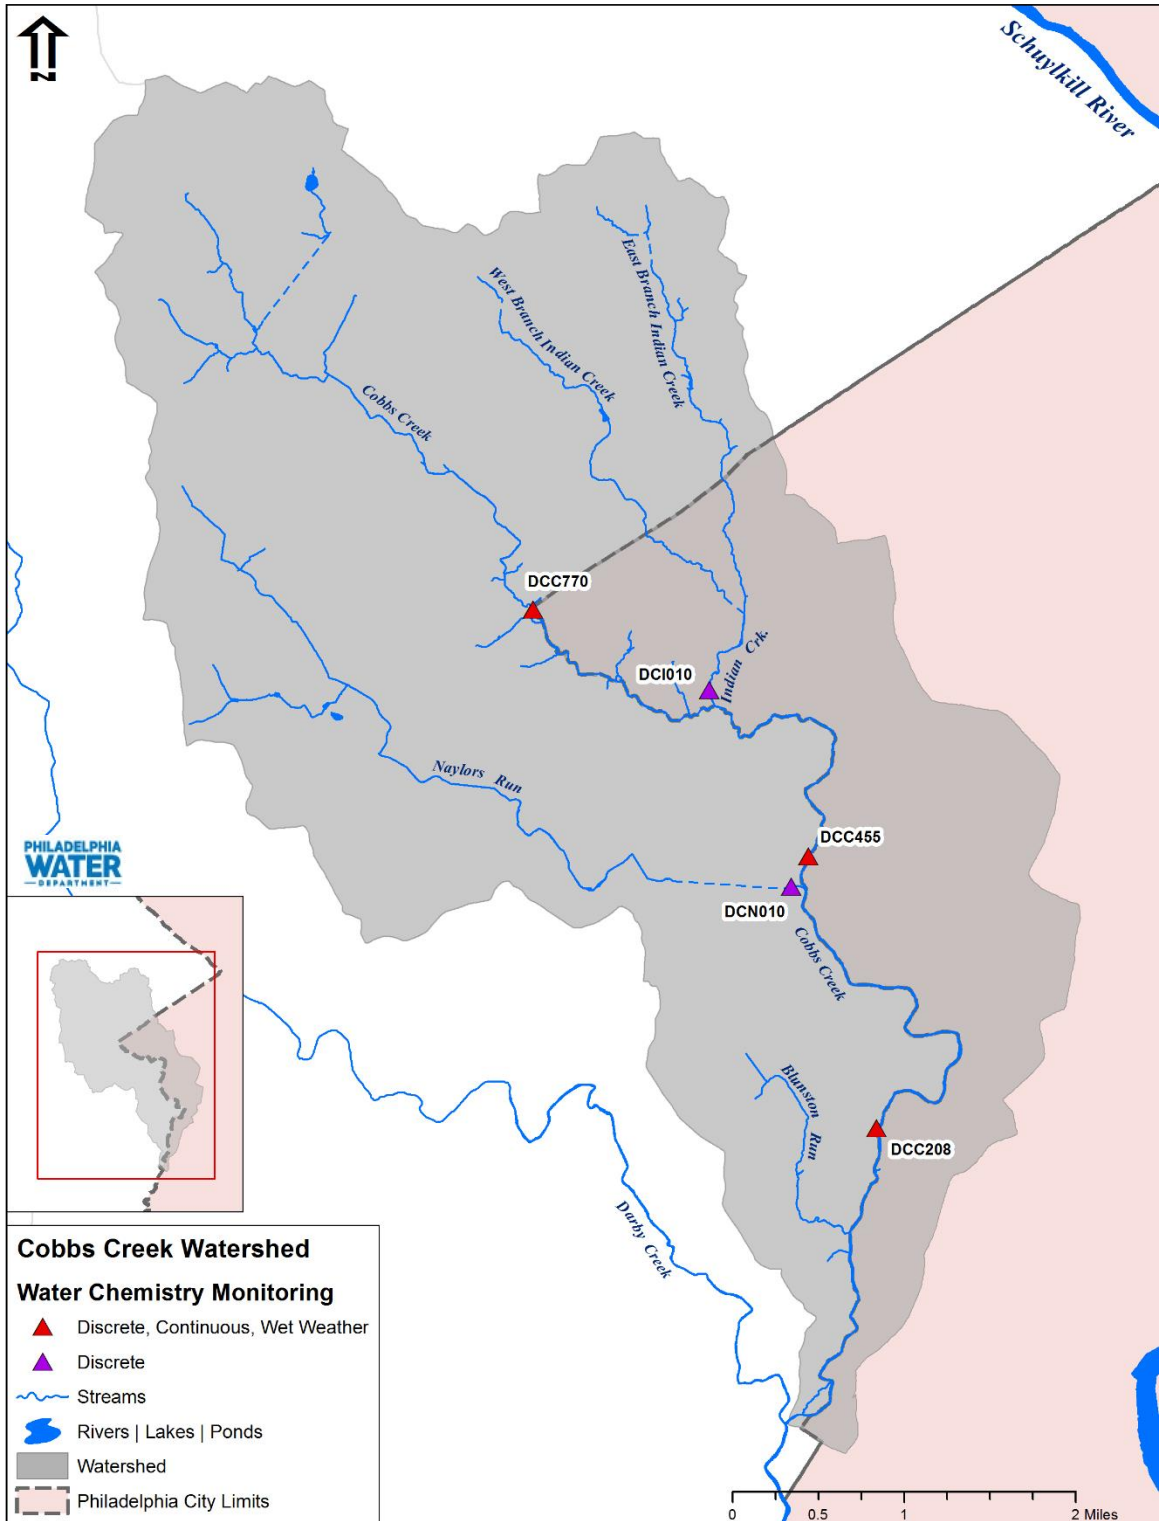 N
Schuylkill River
East Branch Indian Creek
West Branch Indian Creek
Cobbs Creek
DCC770
DCI010
Indian Crk.
Naylors Run
DCC455
DCN010
Cobbs Creek
PHILADELPHIA
WATER
DEPARTMENT
Blunston Run
DCC208
Darby Creek
Cobbs Creek Watershed
Water Chemistry Monitoring
Discrete, Continuous, Wet Weather
Discrete
Streams
Rivers | Lakes | Ponds
Watershed
Philadelphia City Limits
0 0.5 1 2 Miles